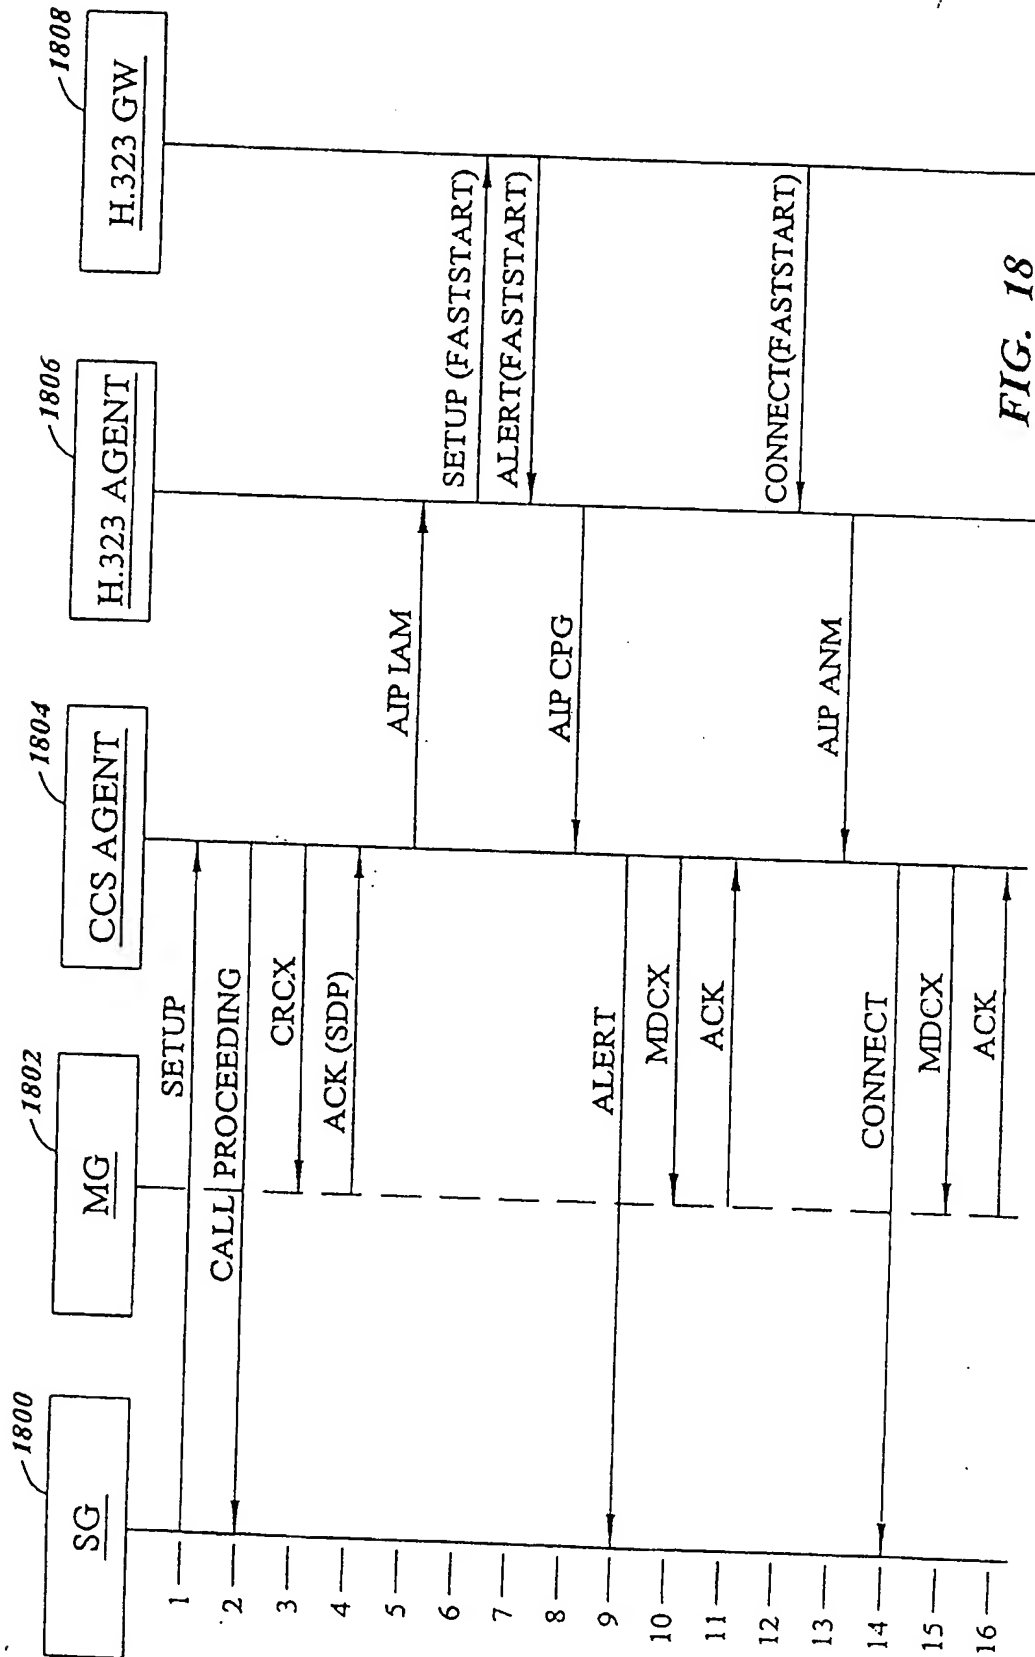 1800
SG
1802
MG
1804
CCS AGENT
1806
H.323 AGENT
1808
H.323 GW
1
SETUP
2
CALL PROCEEDING
3
CRCX
4
ACK (SDP)
5
AIP IAM
6
SETUP (FASTSTART)
7
ALERT(FASTSTART)
8
AIP CPG
9
ALERT
10
MDCX
11
ACK
12
CONNECT(FASTSTART)
13
AIP ANM
14
CONNECT
15
MDCX
16
ACK
FIG. 18